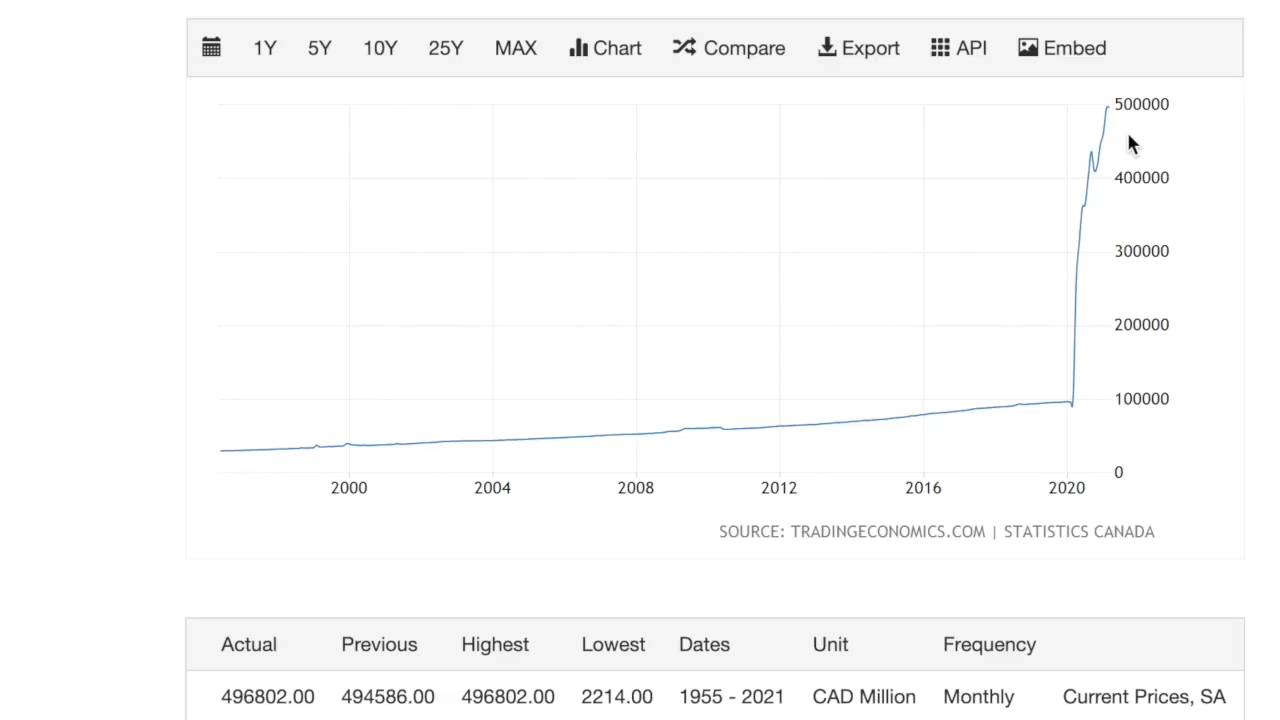 1Y 5Y 10Y 25Y MAX Chart Compare Export API Embed
500000
400000
300000
200000
100000
0
2000 2004 2008 2012 2016 2020
SOURCE: TRADINGECONOMICS.COM | STATISTICS CANADA
Actual Previous Highest Lowest Dates Unit Frequency
496802.00 494586.00 496802.00 2214.00 1955 - 2021 CAD Million Monthly Current Prices, SA